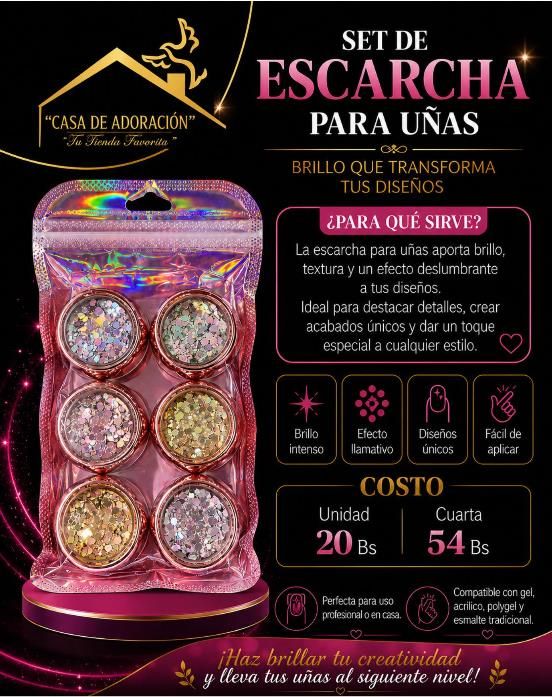 "CASA DE ADORACIÓN"
"Tu Tienda Favorita"
SET DE
ESCARCHA
PARA UÑAS
BRILLO QUE TRANSFORMA
TUS DISEÑOS
¿PARA QUÉ SIRVE?
La escarcha para uñas aporta brillo,
textura y un efecto deslumbrante
a tus diseños.
Ideal para destacar detalles, crear
acabados únicos y dar un toque
especial a cualquier estilo.
Brillo
intenso
Efecto
llamativo
Diseños
únicos
Fácil de
aplicar
COSTO
Unidad
20 Bs
Cuarta
54 Bs
Perfecta para uso
profesional o en casa.
Compatible con gel,
acrílico, polygel y
esmalte tradicional.
¡Haz brillar tu creatividad
y lleva tus uñas al siguiente nivel!